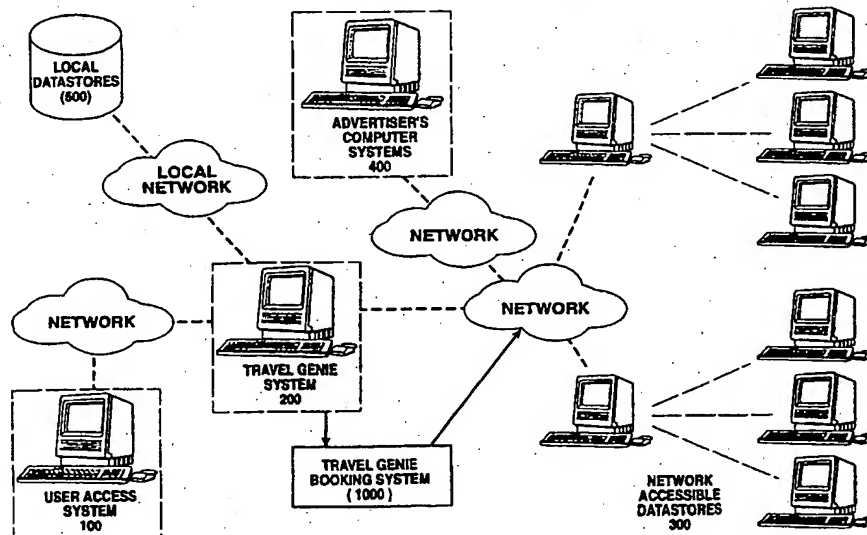 LOCAL
DATASTORES
(500)
ADVERTISER'S
COMPUTER
SYSTEMS
400
LOCAL
NETWORK
NETWORK
NETWORK
NETWORK
TRAVEL GENIE
SYSTEM
200
USER ACCESS
SYSTEM
100
TRAVEL GENIE
BOOKING SYSTEM
( 1000 )
NETWORK
ACCESSIBLE
DATASTORES
300